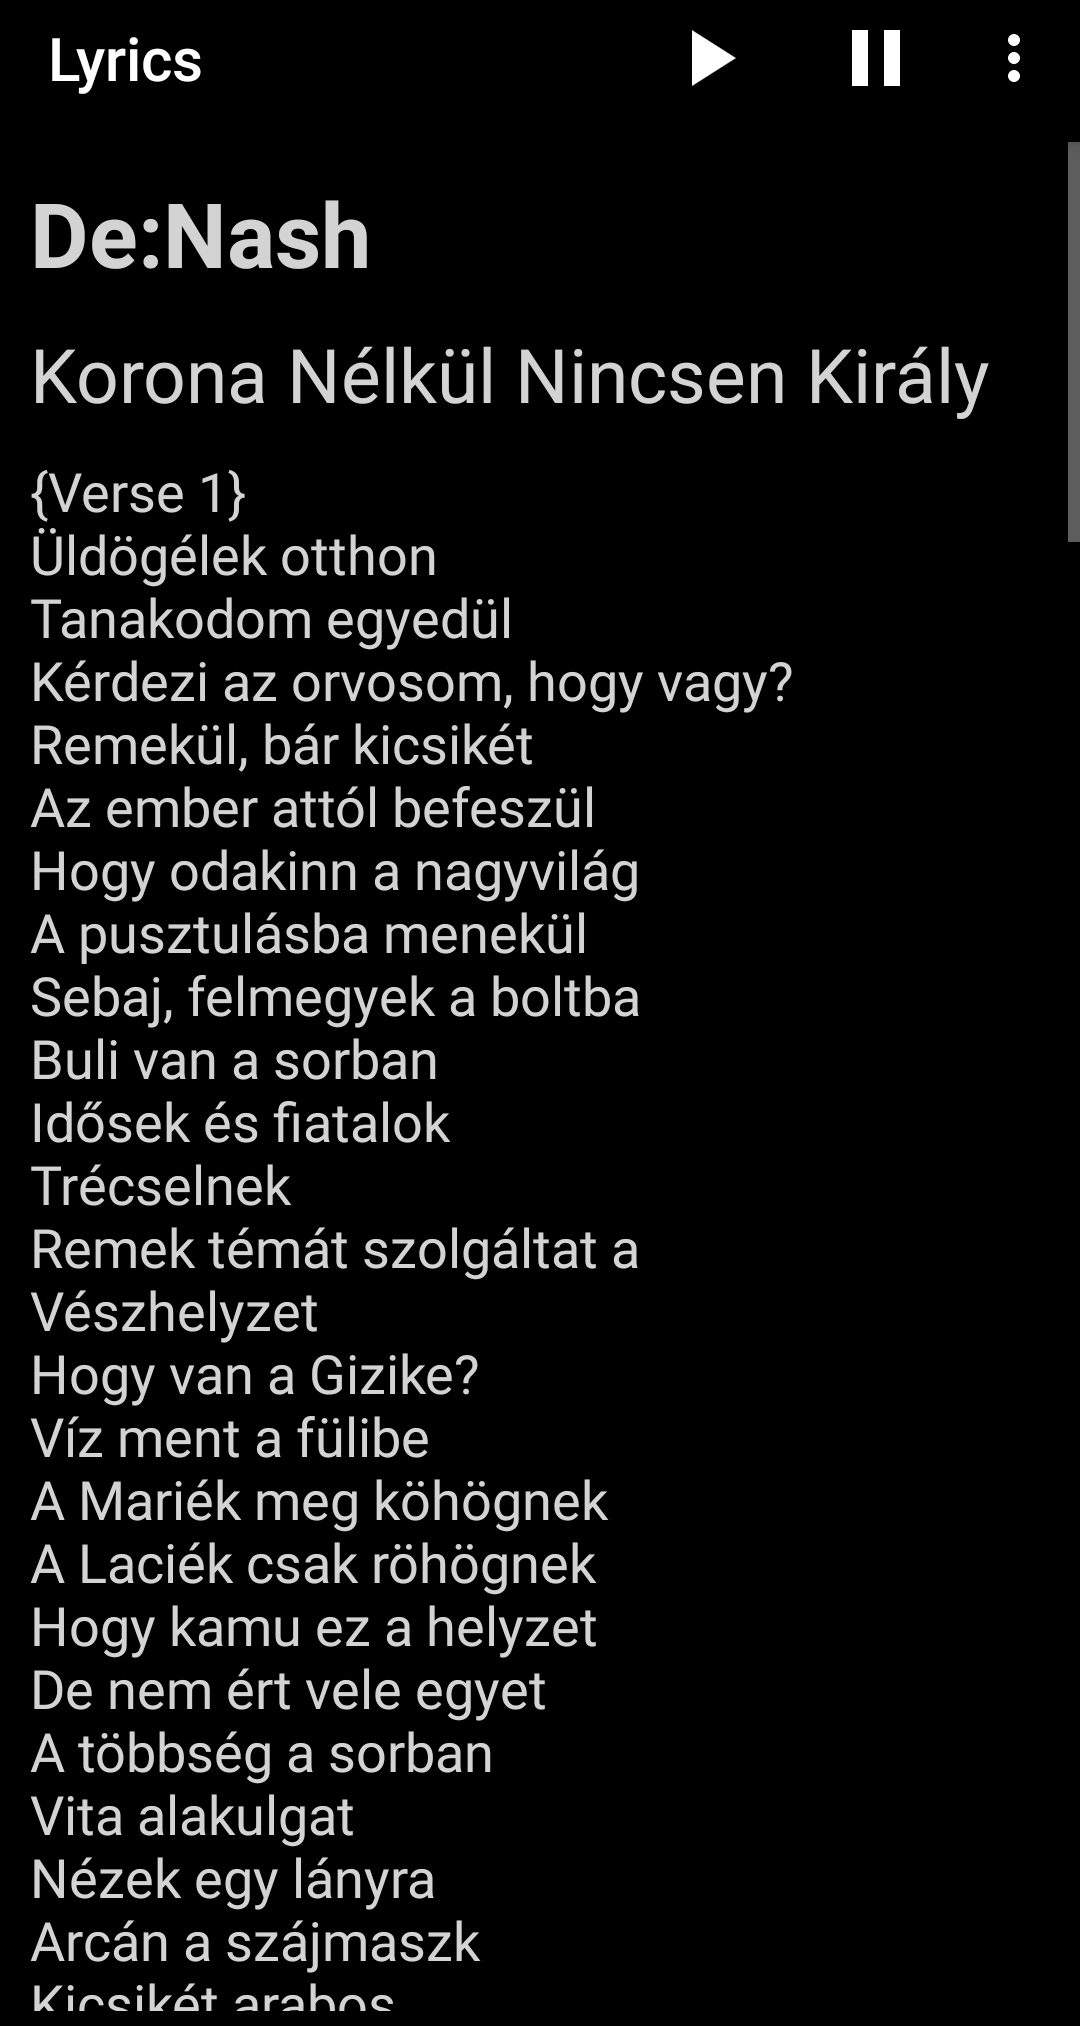 Lyrics
De:Nash
Korona Nélkül Nincsen Király
{Verse 1}
Üldögélek otthon
Tanakodom egyedül
Kérdezi az orvosom, hogy vagy?
Remekül, bár kicsikét
Az ember attól befeszül
Hogy odakinn a nagyvilág
A pusztulásba menekül
Sebaj, felmegyek a boltba
Buli van a sorban
Idősek és fiatalok
Trécselnek
Remek témát szolgáltat a
Vészhelyzet
Hogy van a Gizike?
Víz ment a fülibe
A Mariék meg köhögnek
A Laciék csak röhögnek
Hogy kamu ez a helyzet
De nem ért vele egyet
A többség a sorban
Vita alakulgat
Nézek egy lányra
Arcán a szájmaszk
Kicsikét arabos